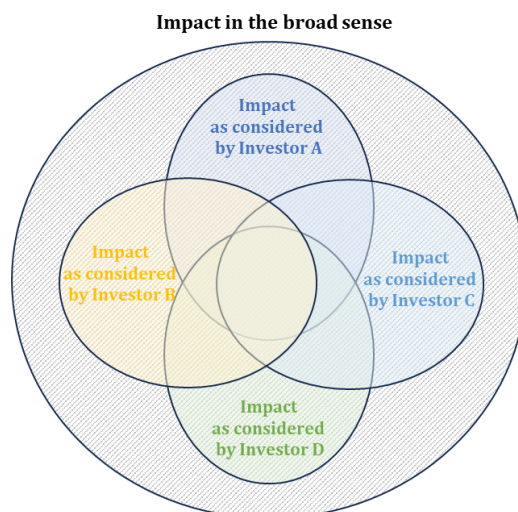 Impact in the broad sense
Impact
as considered
by Investor A
Impact
as considered
by Investor B
Impact
as considered
by Investor C
Impact
as considered
by Investor D